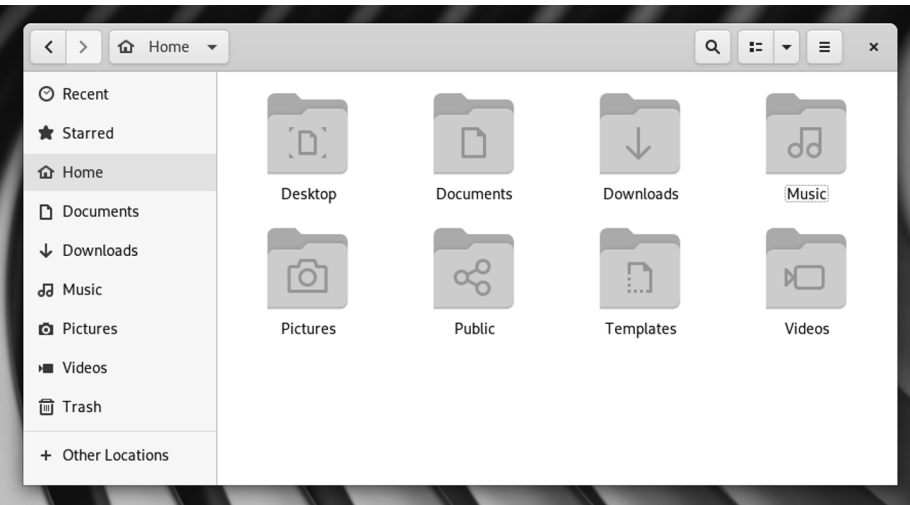 Home
Recent
Starred
Home
Documents
Downloads
Music
Pictures
Videos
Trash
Other Locations
Desktop Documents Downloads Music
Pictures Public Templates Videos